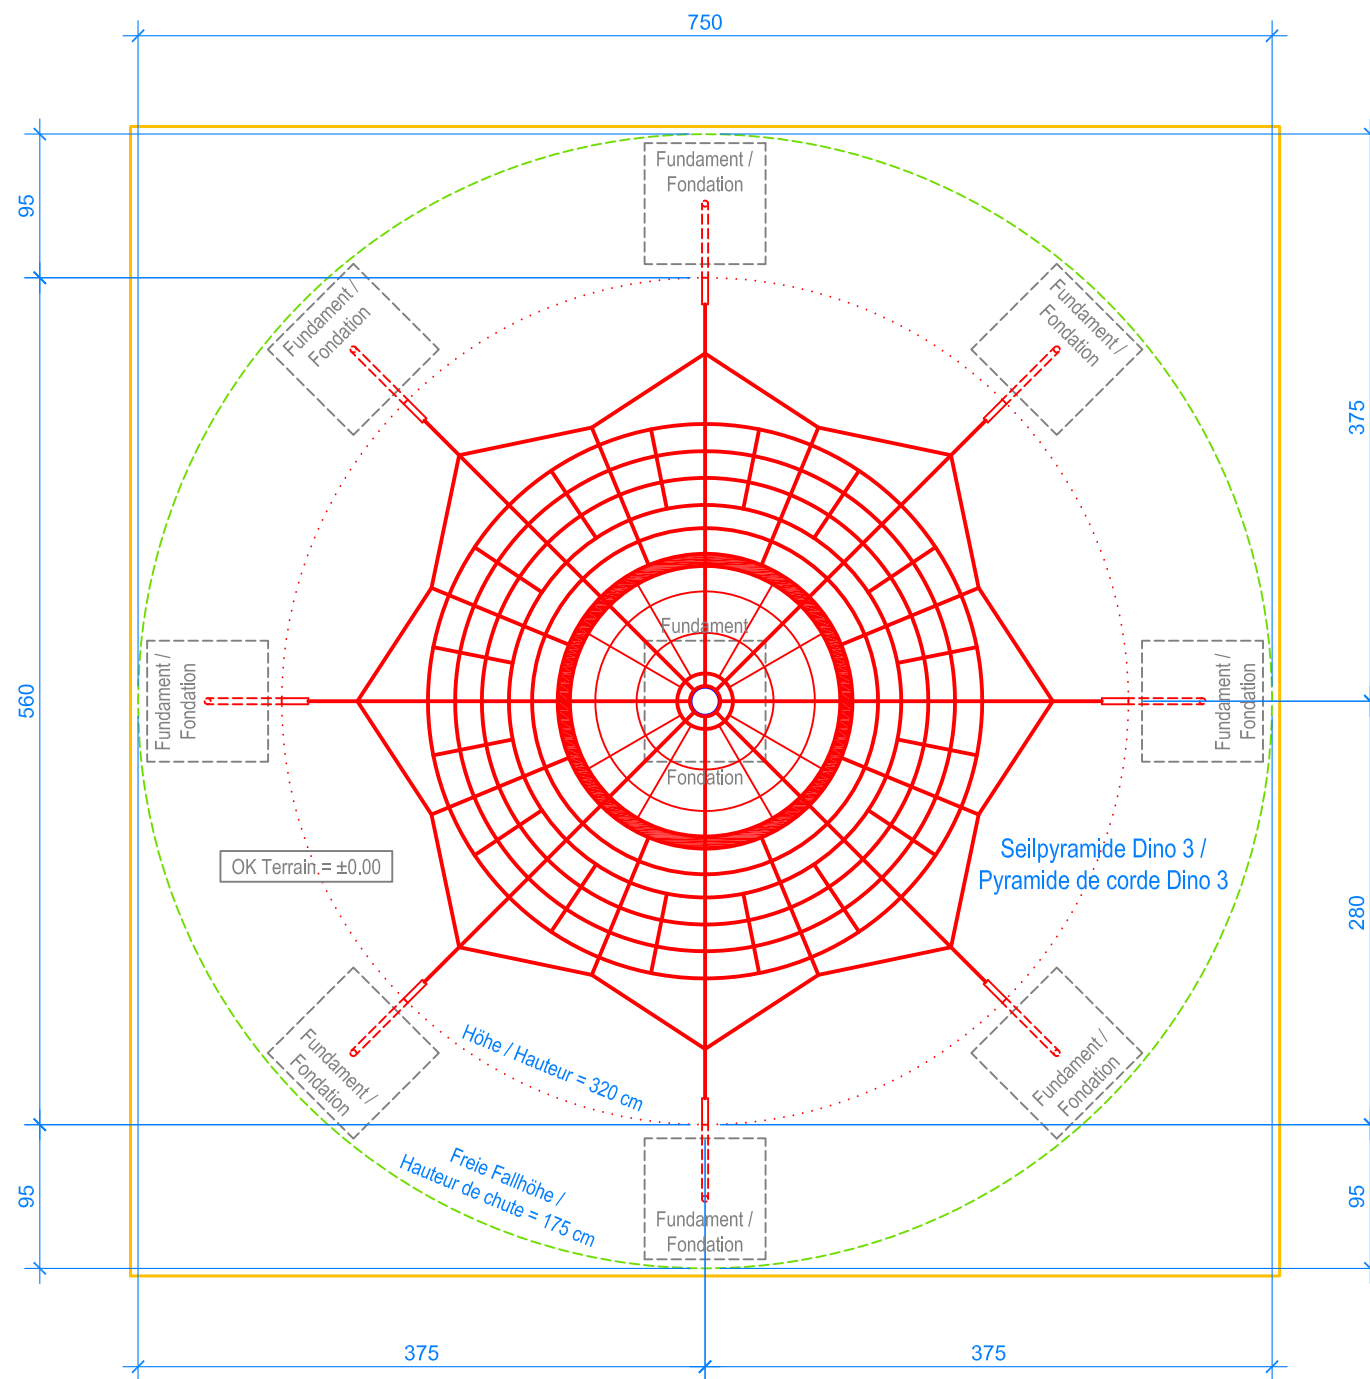 750
95
Fundament /
Fondation
Fundament /
Fondation
Fundament /
Fondation
375
Fundament
Fondation
Fundament /
Fondation
Fundament /
Fondation
560
OK Terrain = ±0.00
Seilpyramide Dino 3 /
Pyramide de corde Dino 3
280
Fundament /
Fondation
Höhe / Hauteur = 320 cm
Fundament /
Fondation
Freie Fallhöhe /
Hauteur de chute = 175 cm
Fundament /
Fondation
95
95
375
375